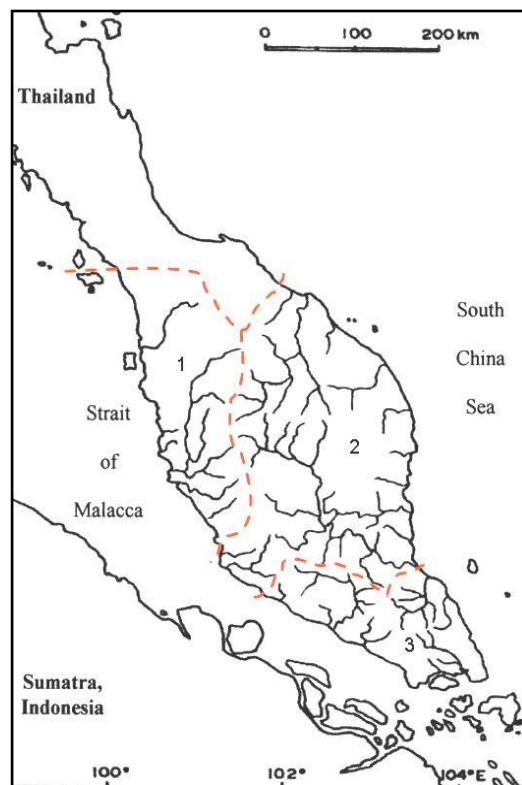 0 100 200 km
Thailand
South
China
Sea
1
Strait
of
Malacca
2
3
Sumatra,
Indonesia
100° 102° 104°E